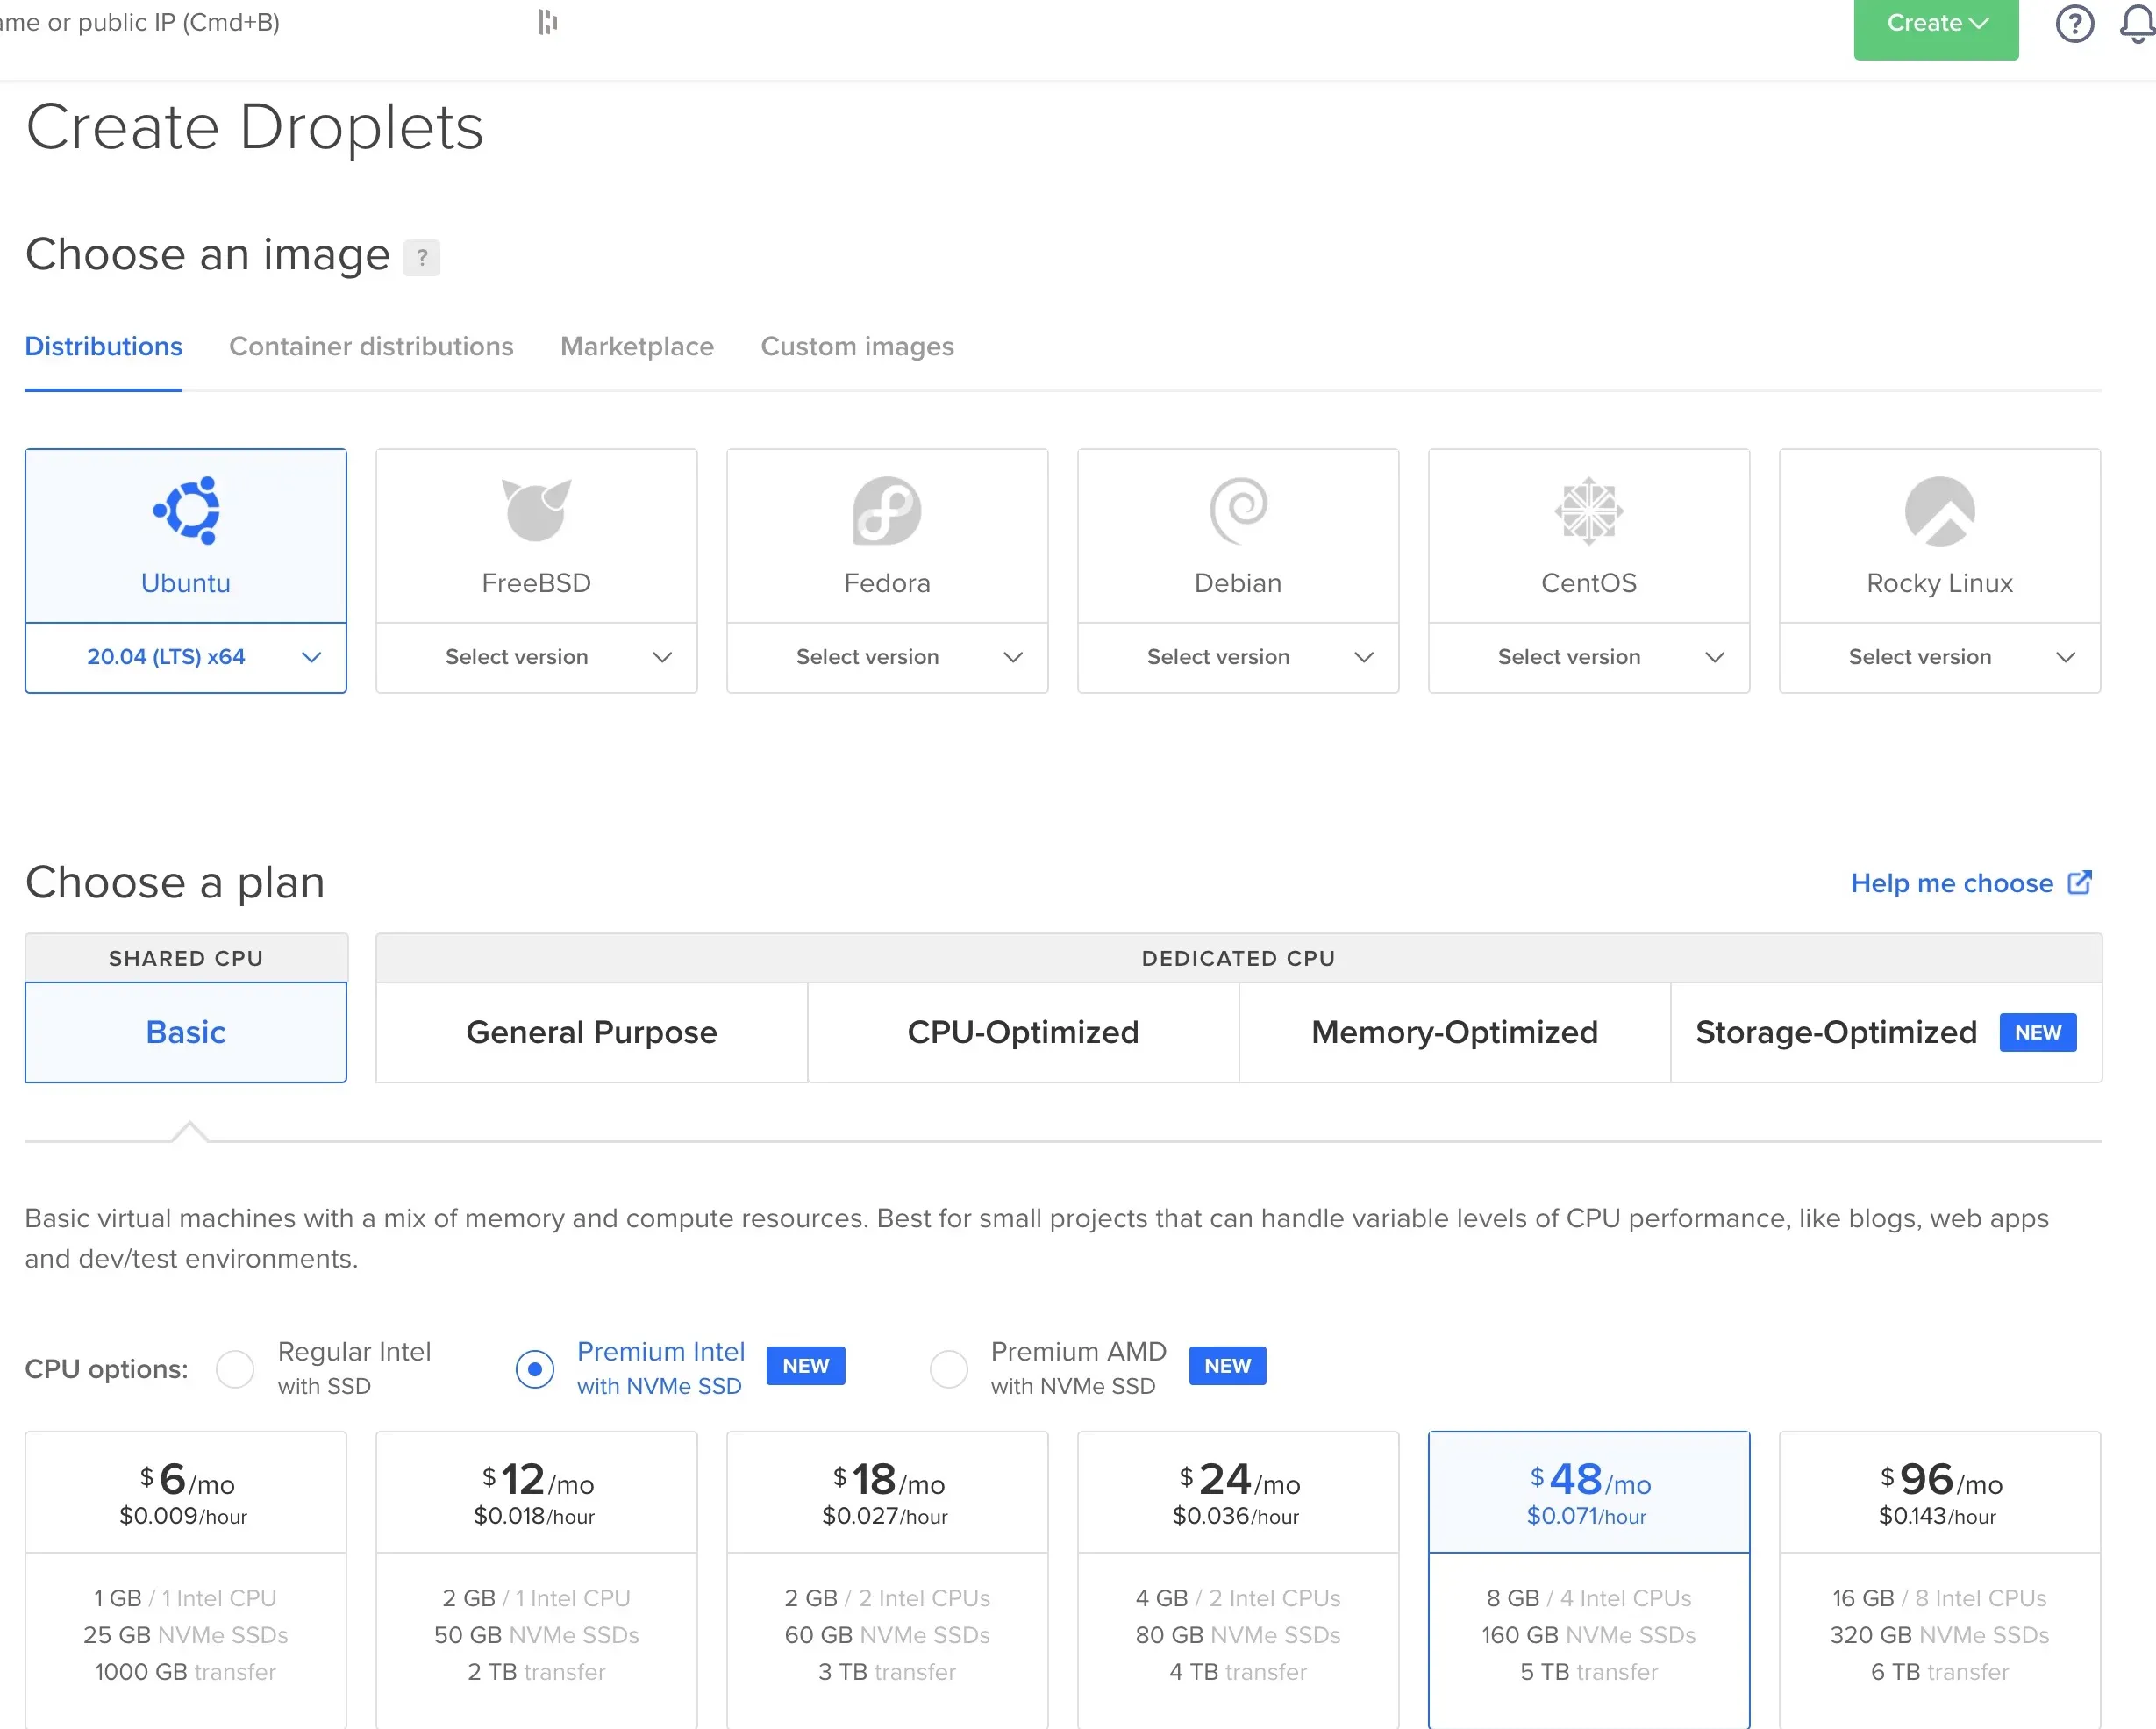 ame or public IP (Cmd+B)
Create
?
Create Droplets
Choose an image ?
Distributions Container distributions Marketplace Custom images
Ubuntu FreeBSD Fedora Debian CentOS Rocky Linux
20.04 (LTS) x64 Select version Select version Select version Select version Select version
Choose a plan Help me choose
SHARED CPU DEDICATED CPU
Basic General Purpose CPU-Optimized Memory-Optimized Storage-Optimized NEW
Basic virtual machines with a mix of memory and compute resources. Best for small projects that can handle variable levels of CPU performance, like blogs, web apps
and dev/test environments.
CPU options:
Regular Intel
with SSD
Premium Intel NEW
with NVMe SSD
Premium AMD NEW
with NVMe SSD
$6/mo
$0.009/hour
1 GB / 1 Intel CPU
25 GB NVMe SSDs
1000 GB transfer
$12/mo
$0.018/hour
2 GB / 1 Intel CPU
50 GB NVMe SSDs
2 TB transfer
$18/mo
$0.027/hour
2 GB / 2 Intel CPUs
60 GB NVMe SSDs
3 TB transfer
$24/mo
$0.036/hour
4 GB / 2 Intel CPUs
80 GB NVMe SSDs
4 TB transfer
$48/mo
$0.071/hour
8 GB / 4 Intel CPUs
160 GB NVMe SSDs
5 TB transfer
$96/mo
$0.143/hour
16 GB / 8 Intel CPUs
320 GB NVMe SSDs
6 TB transfer